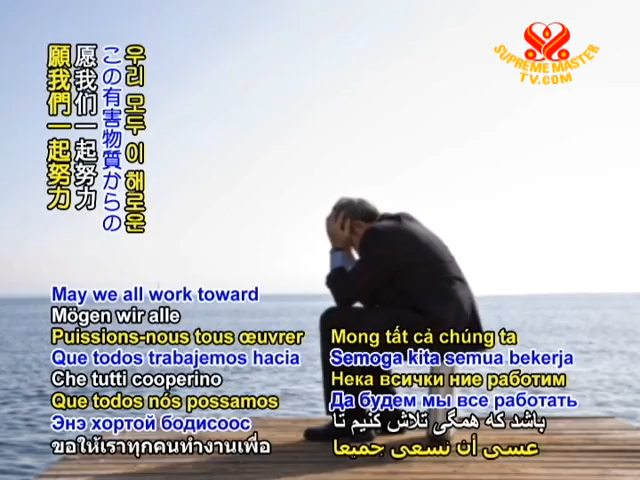 SUPREME MASTER
TV.COM
願我們一起努力
愿我们一起努力
この有害物質からの
우리 모두 이 해로운
May we all work toward
Mögen wir alle
Puissions-nous tous œuvrer
Que todos trabajemos hacia
Che tutti cooperino
Que todos nós possamos
Энэ хортой бодисоос
ขอให้เราทุกคนทำงานเพื่อ
Mong tất cả chúng ta
Semoga kita semua bekerja
Нека всички ние работим
Да будем мы все работать
باشد که همگی تلاش کنیم تا
عسى أن نسعى جميعا